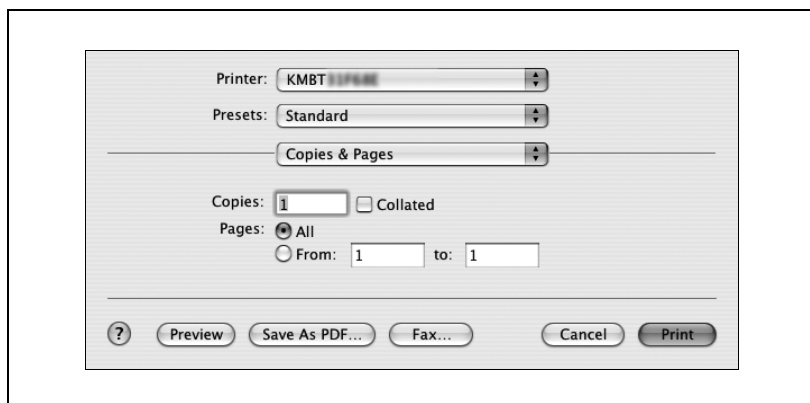 Printer: KMBT
Presets: Standard
Copies & Pages
Copies: 1 Collated
Pages: All
From: 1 to: 1
? Preview Save As PDF... Fax... Cancel Print